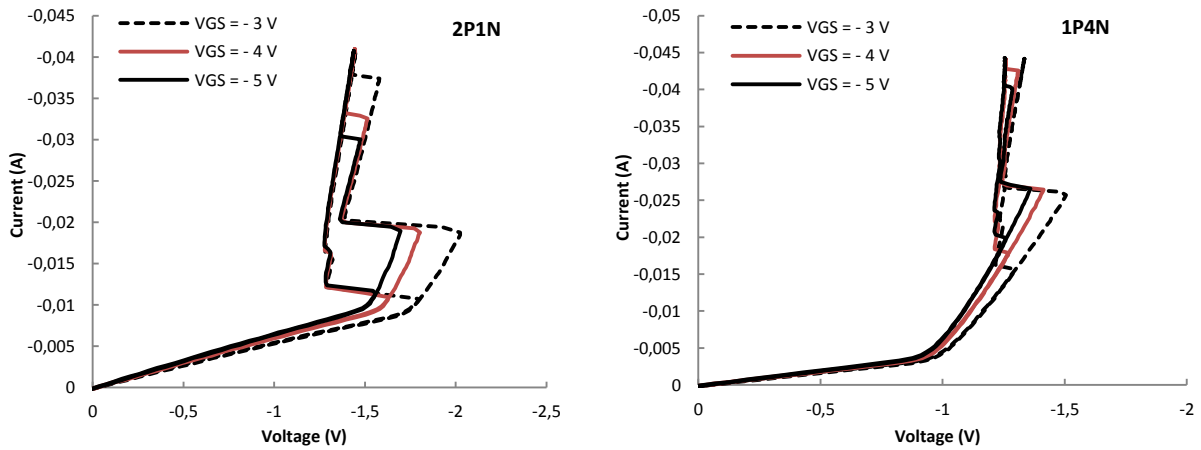 2P1N
VGS = - 3 V
VGS = - 4 V
VGS = - 5 V
-0,045
-0,04
-0,035
-0,03
-0,025
-0,02
-0,015
-0,01
-0,005
0
Current (A)
0
-0,5
-1
-1,5
-2
-2,5
Voltage (V)
1P4N
VGS = - 3 V
VGS = - 4 V
VGS = - 5 V
-0,05
-0,045
-0,04
-0,035
-0,03
-0,025
-0,02
-0,015
-0,01
-0,005
0
Current (A)
0
-0,5
-1
-1,5
-2
Voltage (V)